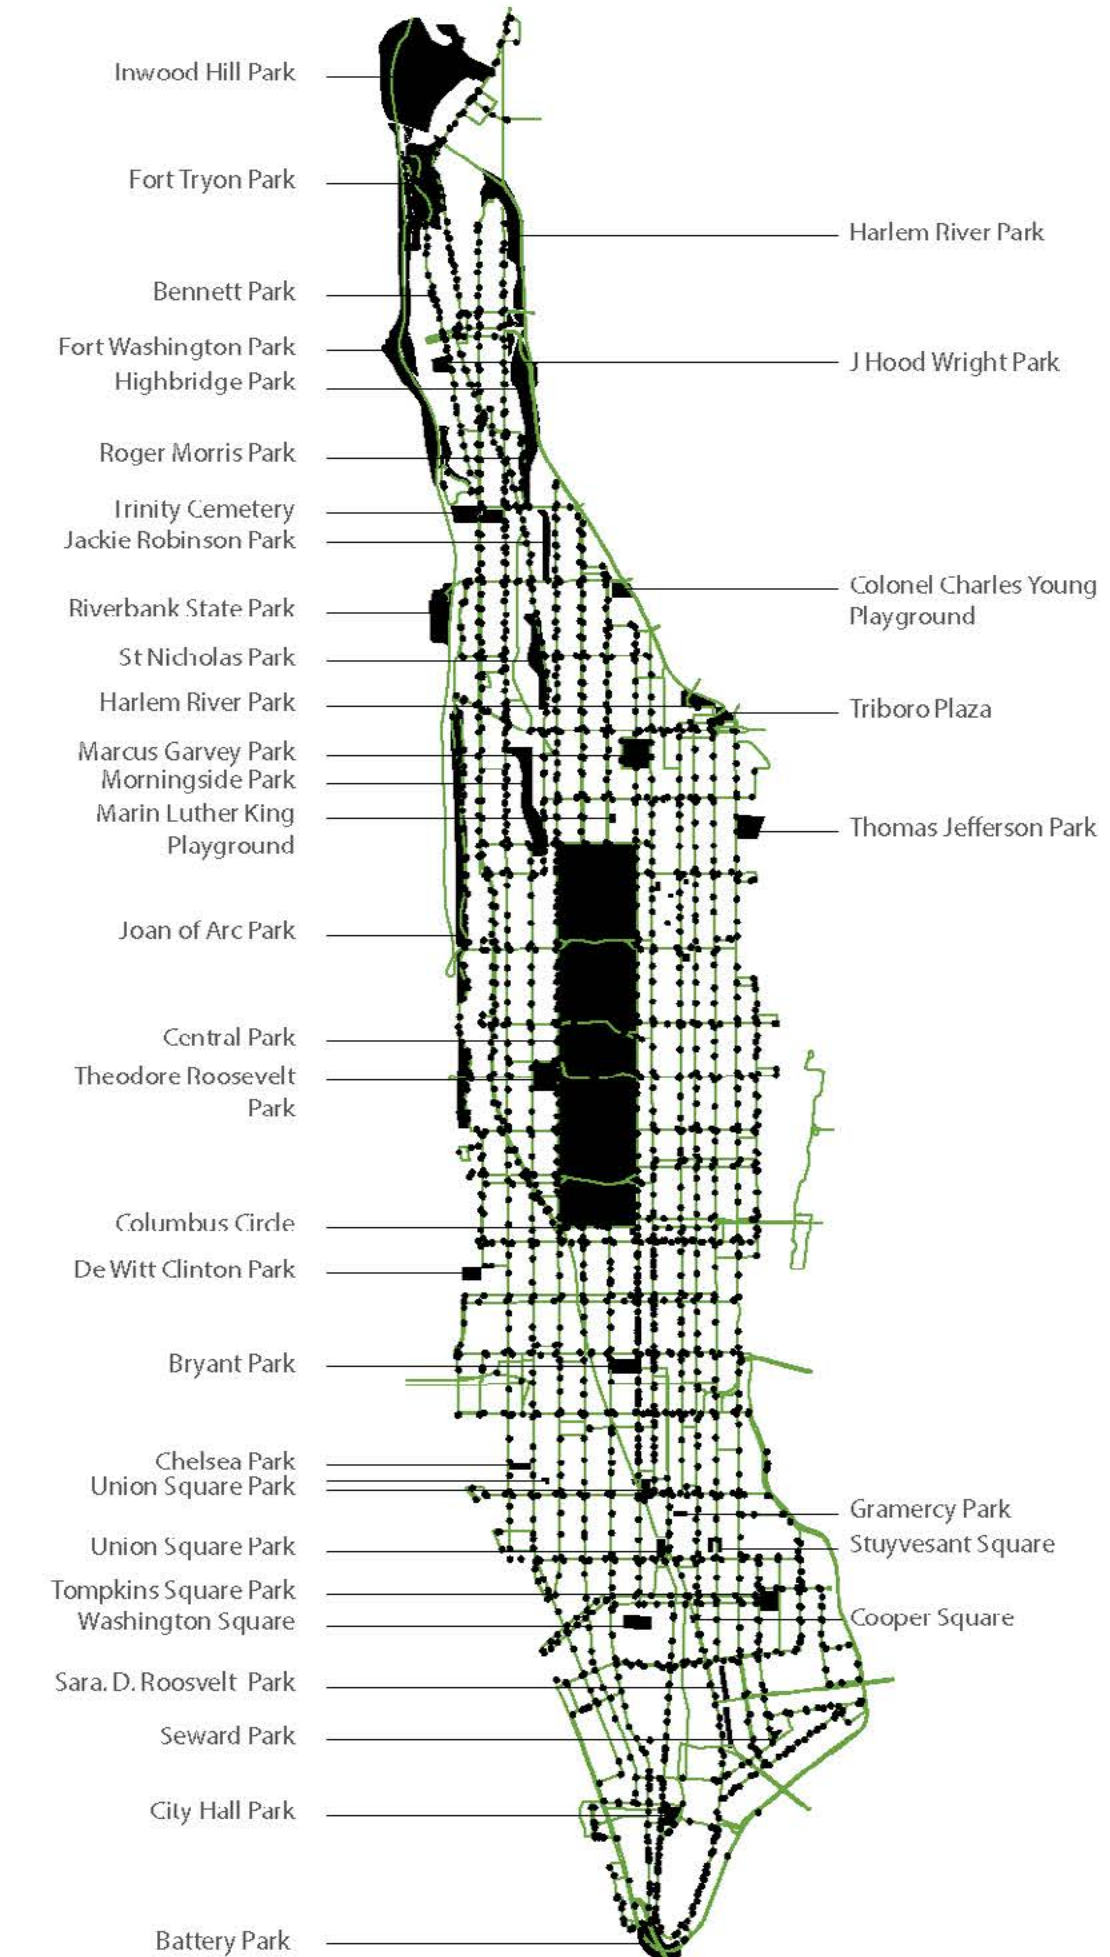 Inwood Hill Park
Fort Tryon Park
Harlem River Park
Bennett Park
Fort Washington Park
J Hood Wright Park
Highbridge Park
Roger Morris Park
Trinity Cemetery
Jackie Robinson Park
Colonel Charles Young
Playground
Riverbank State Park
St Nicholas Park
Harlem River Park
Triboro Plaza
Marcus Garvey Park
Morningside Park
Marin Luther King
Playground
Thomas Jefferson Park
Joan of Arc Park
Central Park
Theodore Roosevelt
Park
Columbus Circle
De Witt Clinton Park
Bryant Park
Chelsea Park
Union Square Park
Gramercy Park
Union Square Park
Stuyvesant Square
Tompkins Square Park
Washington Square
Cooper Square
Sara. D. Roosvelt Park
Seward Park
City Hall Park
Battery Park